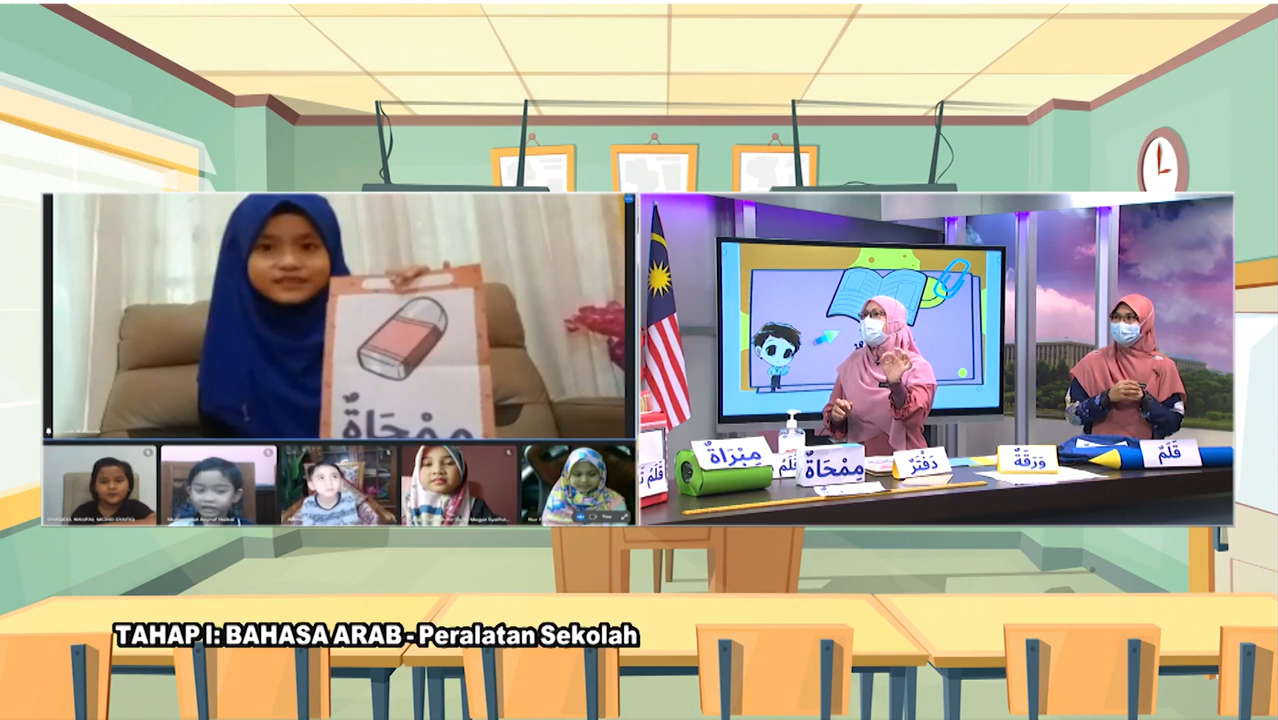 مِمْحَاةٌ
مِبْرَاةٌ
قَلَمُ
قَلَمُ
مِمْحَاةٌ
دَفْتَرٌ
وَرَقَةٌ
قَلَمٌ
TAHAP I: BAHASA ARAB - Peralatan Sekolah